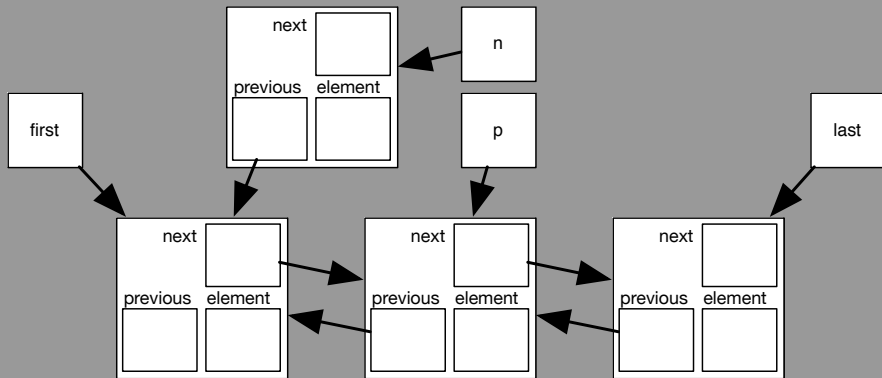 next
n
previous element
first
p
last
next
next
next
previous element
previous element
previous element